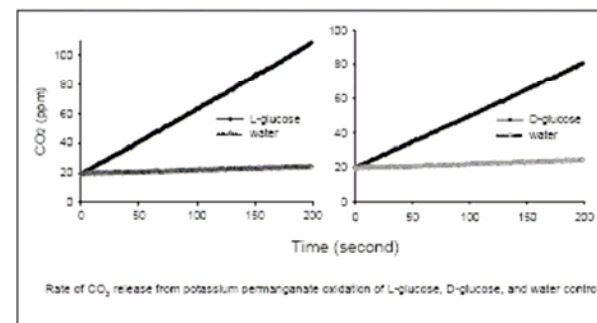 100
80
60
40
20
0
CO2 (ppm)
L-glucose
water
0 50 100 150 200
100
80
60
40
20
0
D-glucose
water
0 50 100 150 200
Time (second)
Rate of CO2 release from potassium permanganate oxidation of L-glucose, D-glucose, and water contro